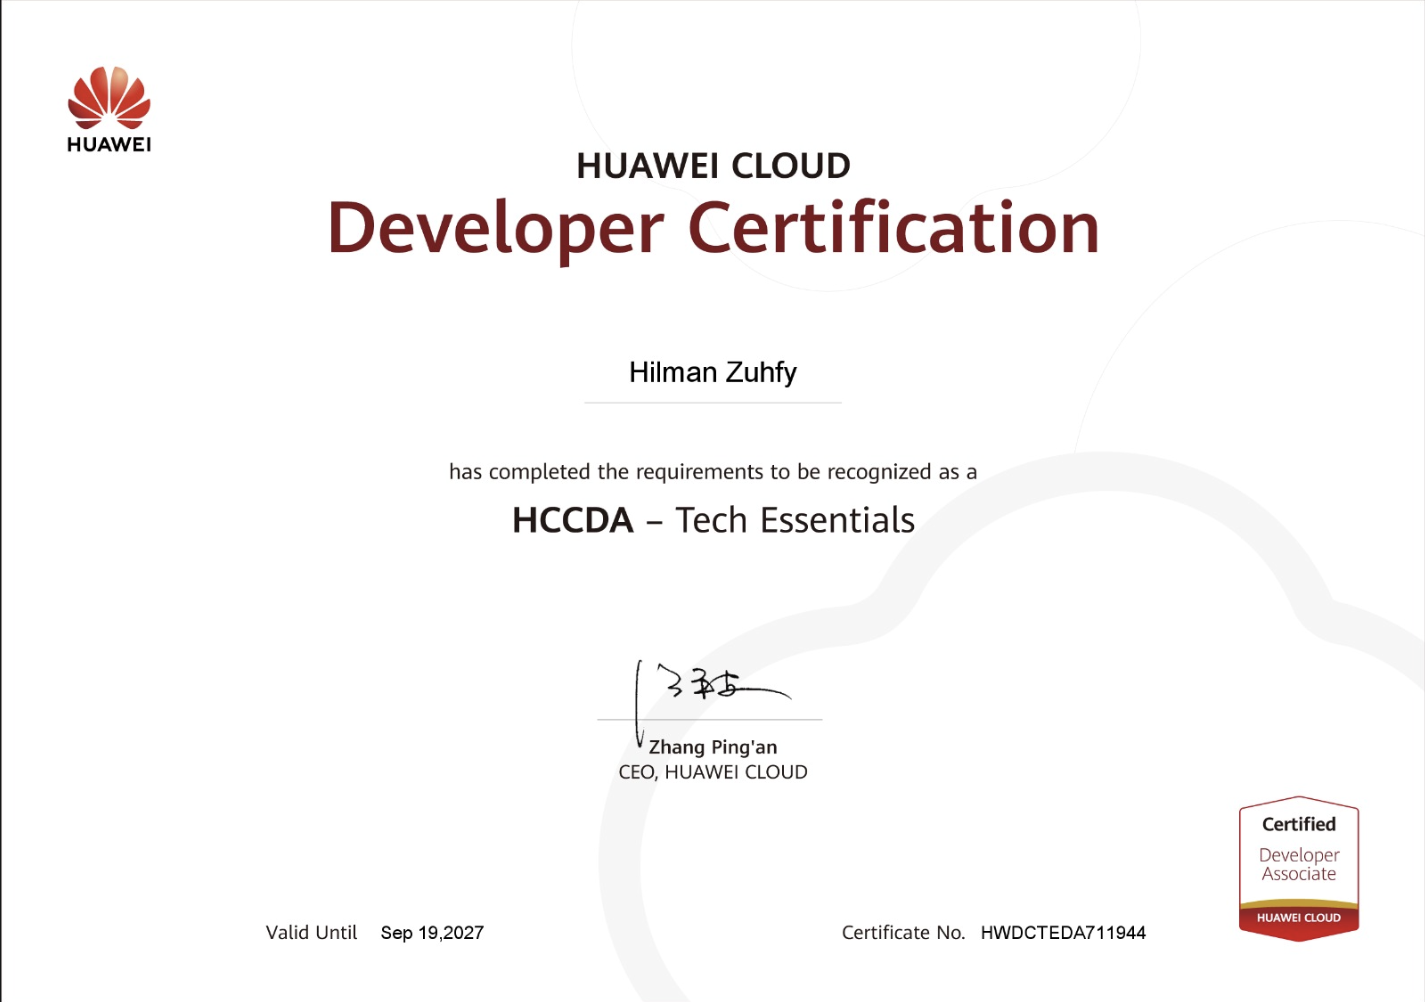 HUAWEI
HUAWEI CLOUD
Developer Certification
Hilman Zuhfy
has completed the requirements to be recognized as a
HCCDA – Tech Essentials
Zhang Ping'an
CEO, HUAWEI CLOUD
Certified
Developer
Associate
HUAWEI CLOUD
Valid Until Sep 19,2027
Certificate No. HWDCTEDA711944